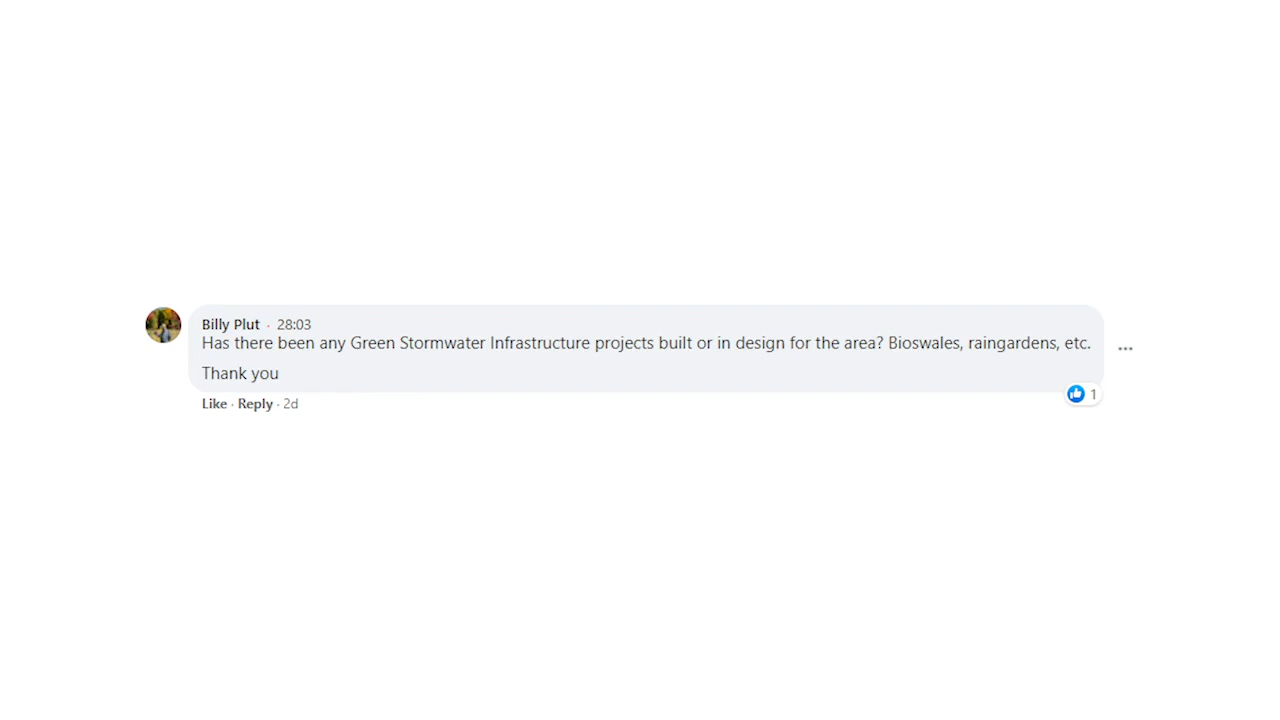 Billy Plut · 28:03
Has there been any Green Stormwater Infrastructure projects built or in design for the area? Bioswales, raingardens, etc.
Thank you
Like · Reply · 2d
1